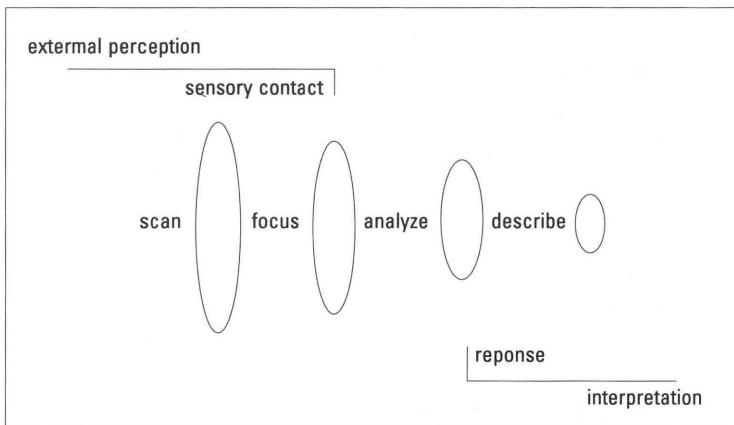 extermal perception
sensory contact
scan focus analyze describe
reponse
interpretation